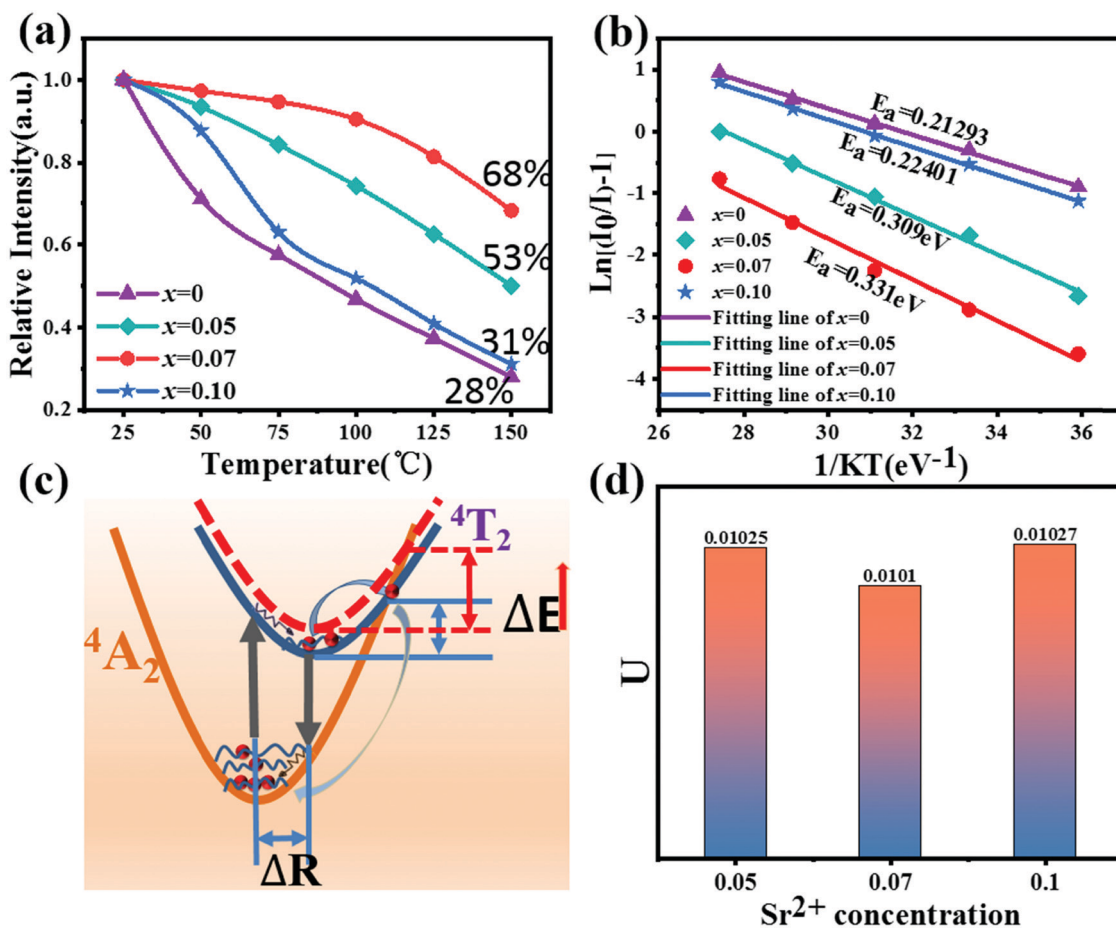 (a)
Relative Intensity(a.u.)
1.0
0.8
0.6
0.4
0.2
68%
53%
31%
28%
x=0
x=0.05
x=0.07
x=0.10
25 50 75 100 125 150
Temperature(℃)
(b)
Ln[(I0/I)-1]
1
0
-1
-2
-3
-4
Ea=0.21293
Ea=0.22401
Ea=0.309eV
Ea=0.331eV
x=0
x=0.05
x=0.07
x=0.10
Fitting line of x=0
Fitting line of x=0.05
Fitting line of x=0.07
Fitting line of x=0.10
26 28 30 32 34 36
1/KT(eV-1)
(c)
4T2
ΔE
4A2
ΔR
(d)
U
0.01025
0.0101
0.01027
0.05 0.07 0.1
Sr2+ concentration